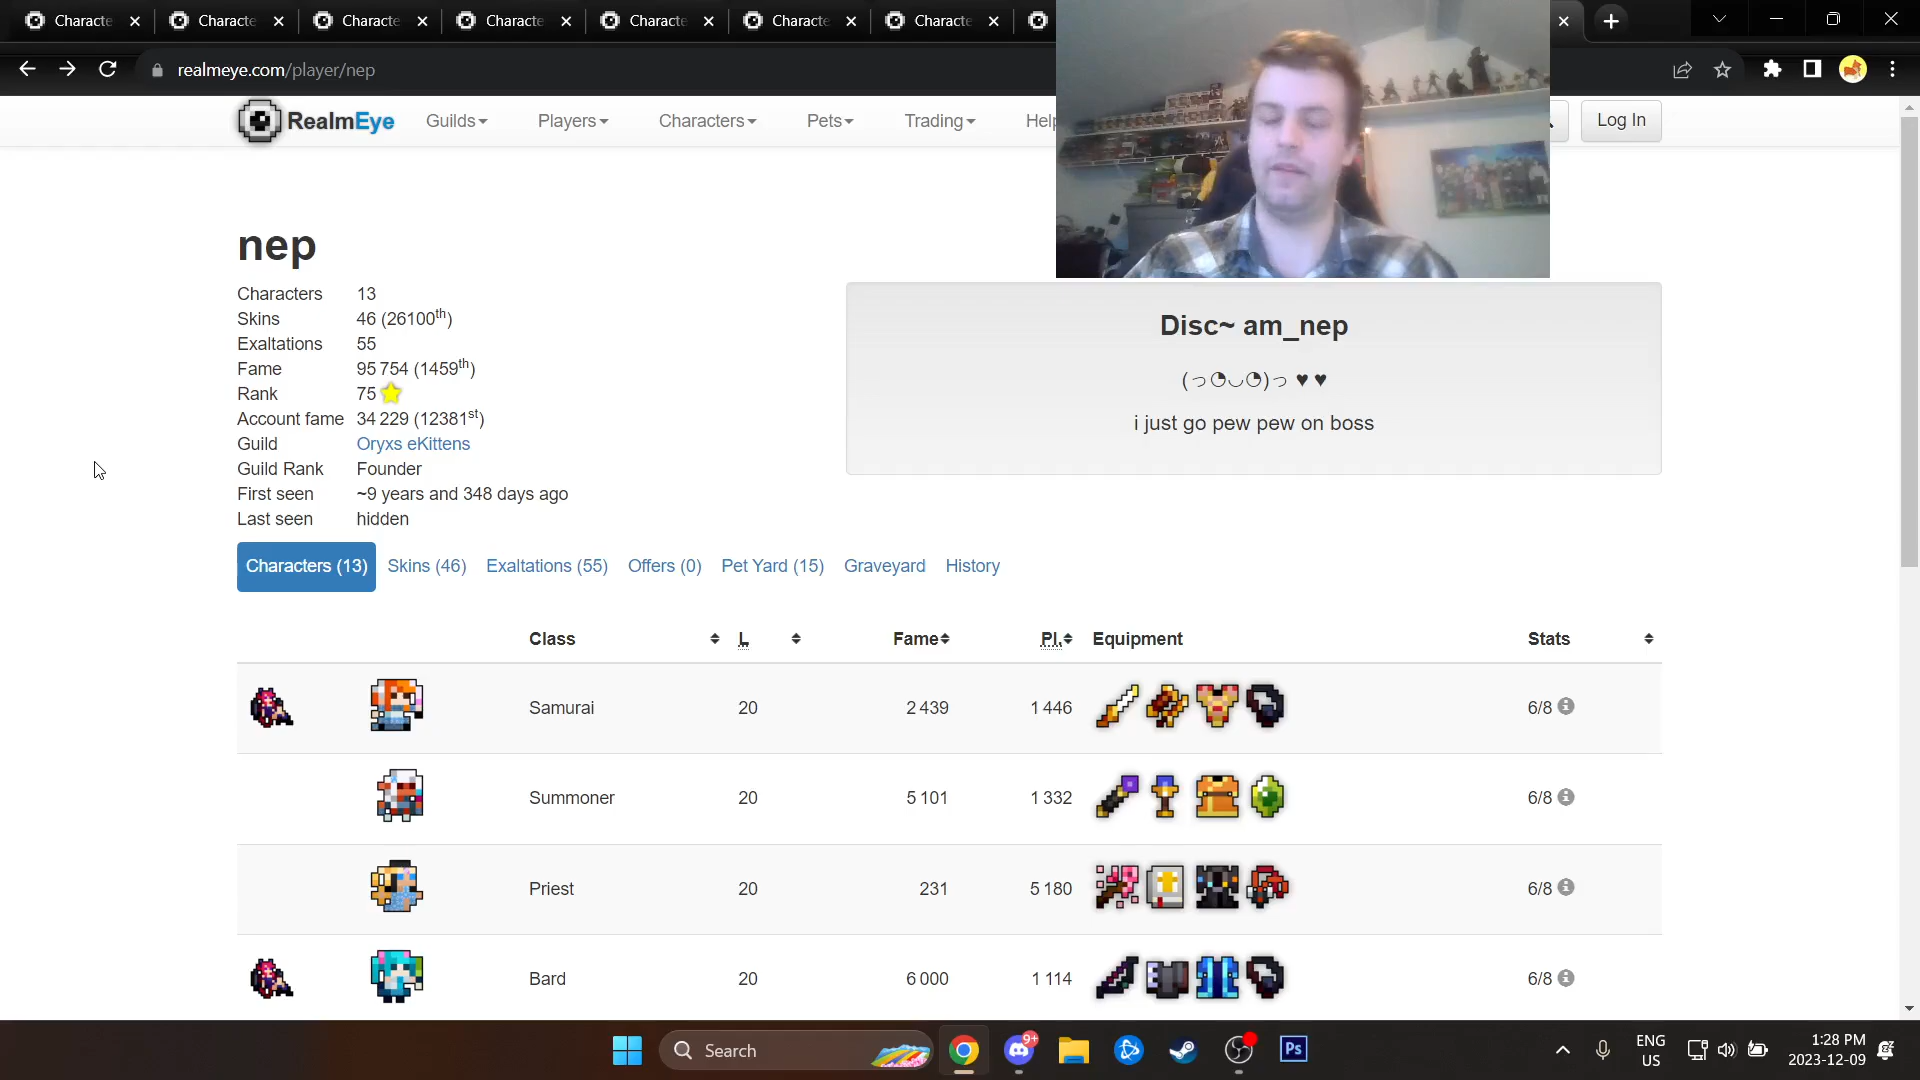 Characte
Characte
Characte
Characte
Characte
Characte
Characte
realmeye.com/player/nep
RealmEye
Guilds
Players
Characters
Pets
Trading
Help
Log In
nep
Characters 13
Skins 46 (26100th)
Exaltations 55
Fame 95 754 (1459th)
Rank 75
Account fame 34 229 (12381st)
Guild Oryxs eKittens
Guild Rank Founder
First seen ~9 years and 348 days ago
Last seen hidden
Disc~ am_nep
(っ◔◡◔)っ ♥ ♥
i just go pew pew on boss
Characters (13) Skins (46) Exaltations (55) Offers (0) Pet Yard (15) Graveyard History
Class L Fame Pl. Equipment Stats
Samurai 20 2 439 1 446 6/8
Summoner 20 5 101 1 332 6/8
Priest 20 231 5 180 6/8
Bard 20 6 000 1 114 6/8
Search
9+
Ps
ENG
US
1:28 PM
2023-12-09